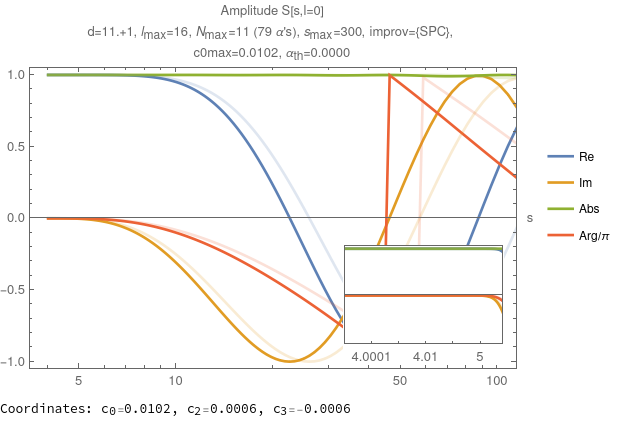 Amplitude S[s,l=0]
d=11.+1, lmax=16, Nmax=11 (79 α's), smax=300, improv={SPC},
c0max=0.0102, αth=0.0000
1.0
0.5
0.0
−0.5
−1.0
s
Re
Im
Abs
Arg/π
4.0001 4.01 5
5 10 50 100
Coordinates: c0=0.0102, c2=0.0006, c3=-0.0006